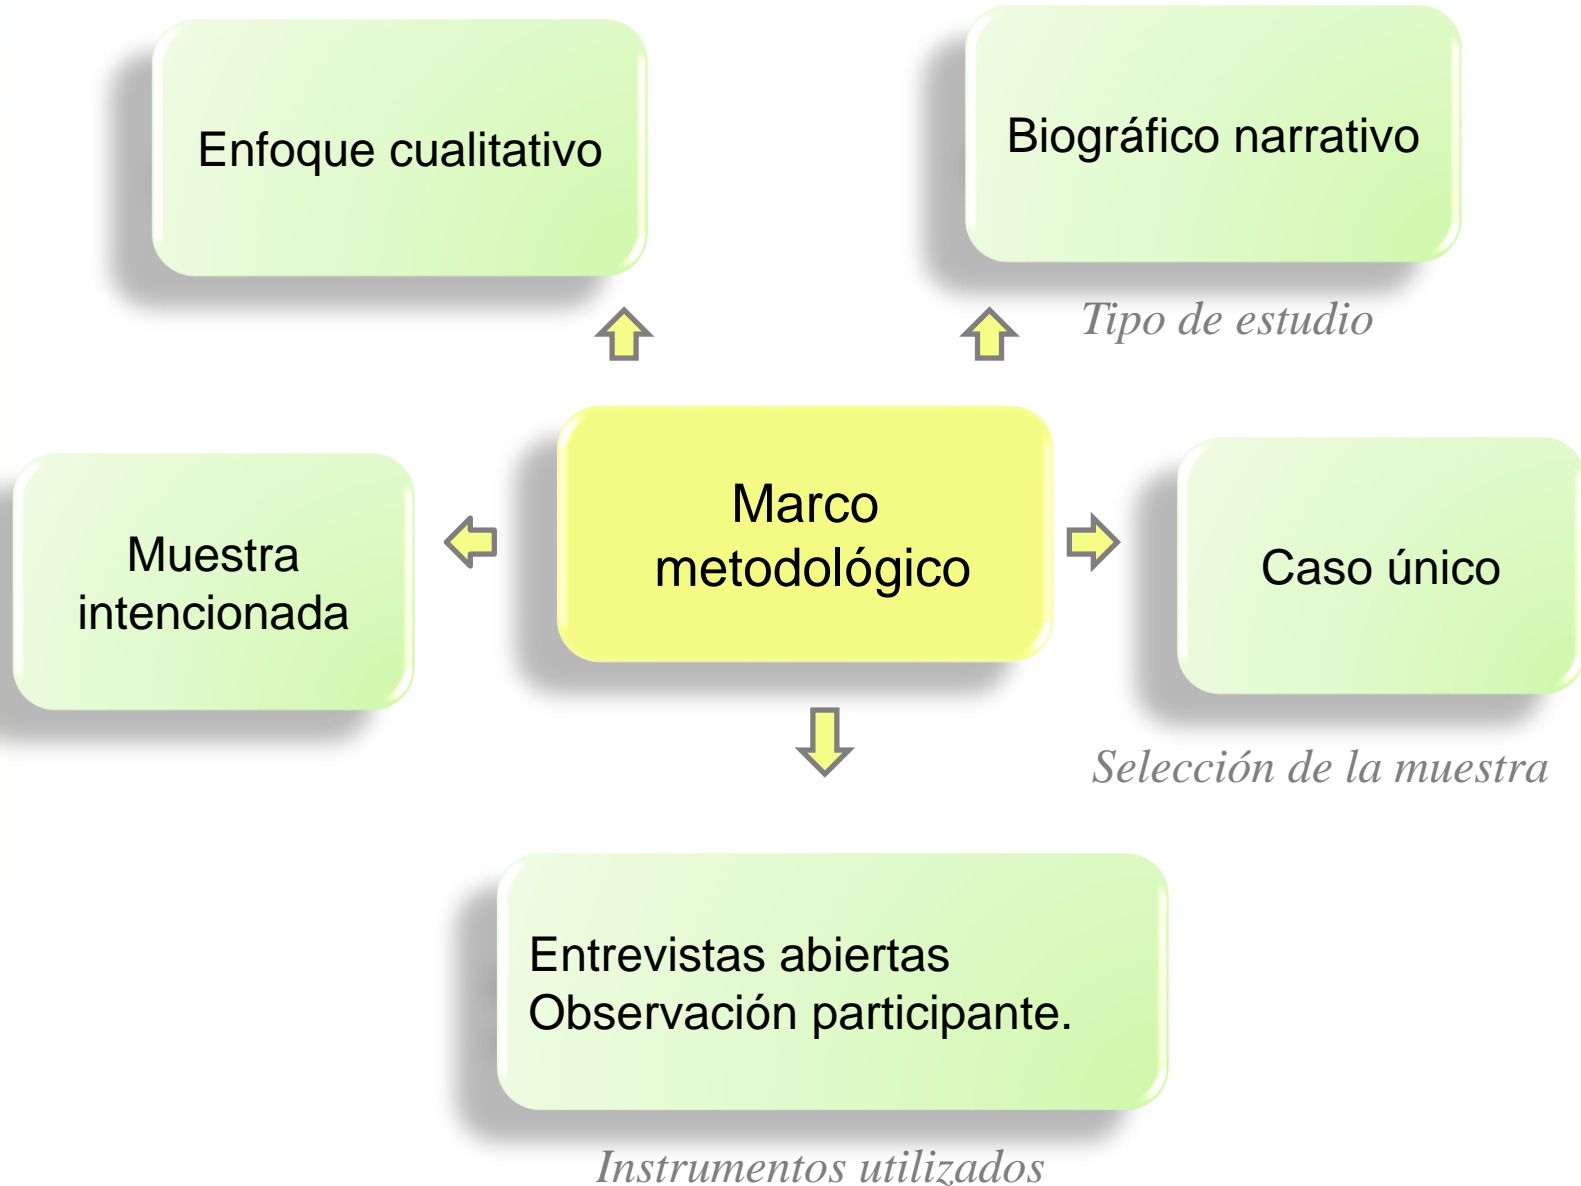 Enfoque cualitativo
Biográfico narrativo
Tipo de estudio
Muestra
intencionada
Marco
metodológico
Caso único
Selección de la muestra
Entrevistas abiertas
Observación participante.
Instrumentos utilizados